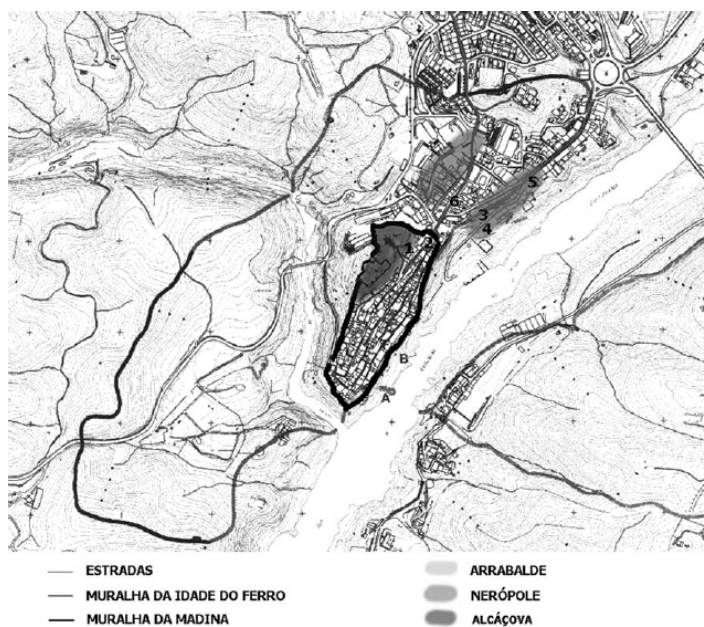 6
5
3
4
1
2
B
A
ESTRADAS
MURALHA DA IDADE DO FERRO
MURALHA DA MADINA
ARRABALDE
NERÓPOLE
ALCÁÇOVA